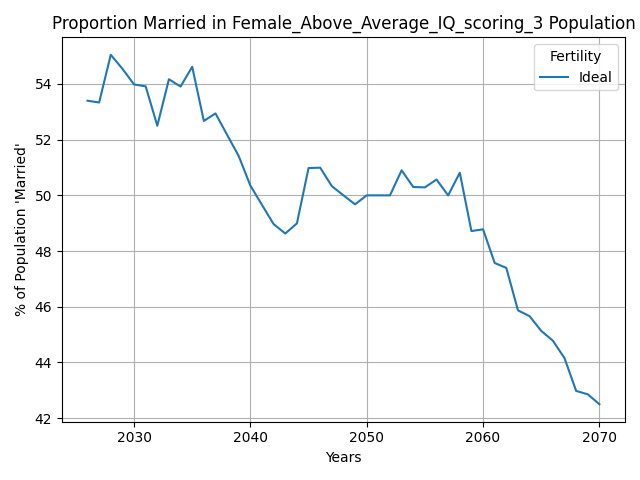 Proportion Married in Female_Above_Average_IQ_scoring_3 Population
Fertility
Ideal
% of Population 'Married'
54
52
50
48
46
44
42
2030 2040 2050 2060 2070
Years